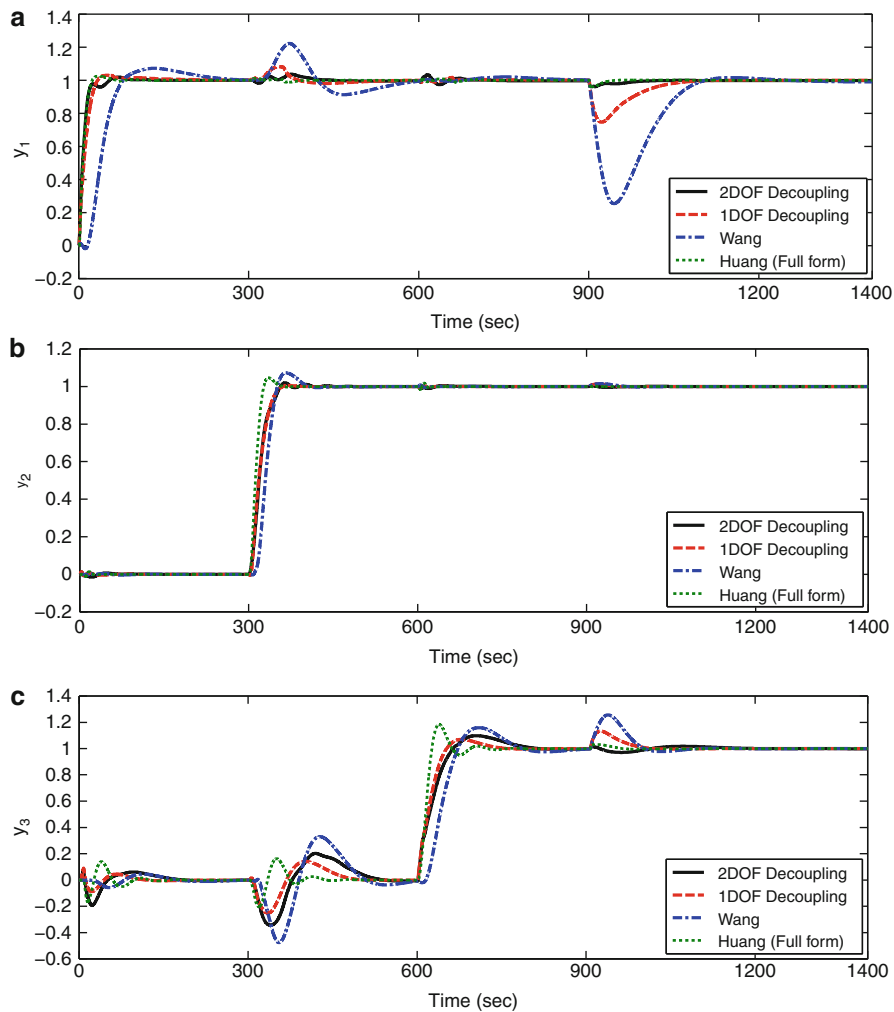 a
1.4
1.2
1
0.8
0.6
0.4
0.2
0
−0.2
y1
0 300 600 900 1200 1400
Time (sec)
2DOF Decoupling
1DOF Decoupling
Wang
Huang (Full form)
b
1.2
1
0.8
0.6
0.4
0.2
0
−0.2
y2
0 300 600 900 1200 1400
Time (sec)
2DOF Decoupling
1DOF Decoupling
Wang
Huang (Full form)
c
1.4
1.2
1
0.8
0.6
0.4
0.2
0
−0.2
−0.4
−0.6
y3
0 300 600 900 1200 1400
Time (sec)
2DOF Decoupling
1DOF Decoupling
Wang
Huang (Full form)